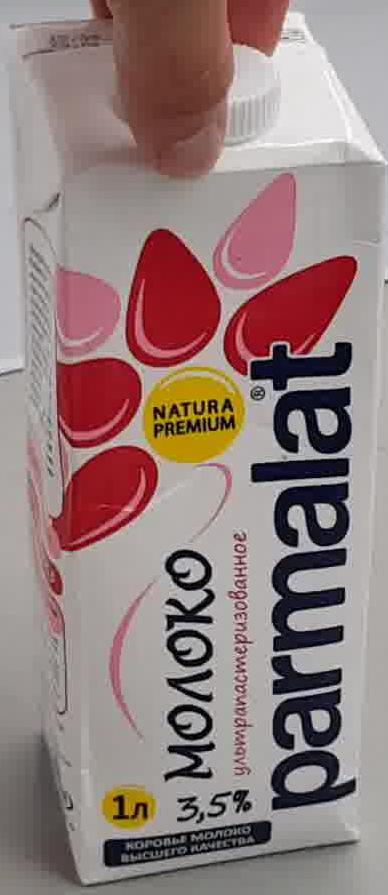 NATURA
PREMIUM
parmalat®
МОЛОКО
ультрапастеризованное
3,5%
1л
КОРОВЬЕ МОЛОКО
ВЫСШЕГО КАЧЕСТВА